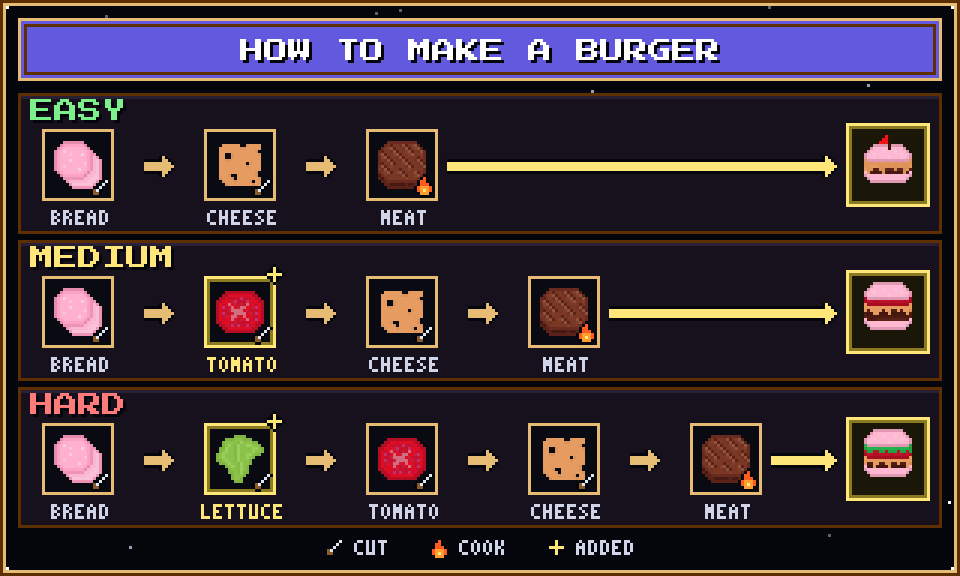 HOW TO MAKE A BURGER
EASY
BREAD CHEESE MEAT
MEDIUM
BREAD TOMATO CHEESE MEAT
HARD
BREAD LETTUCE TOMATO CHEESE MEAT
CUT COOK + ADDED